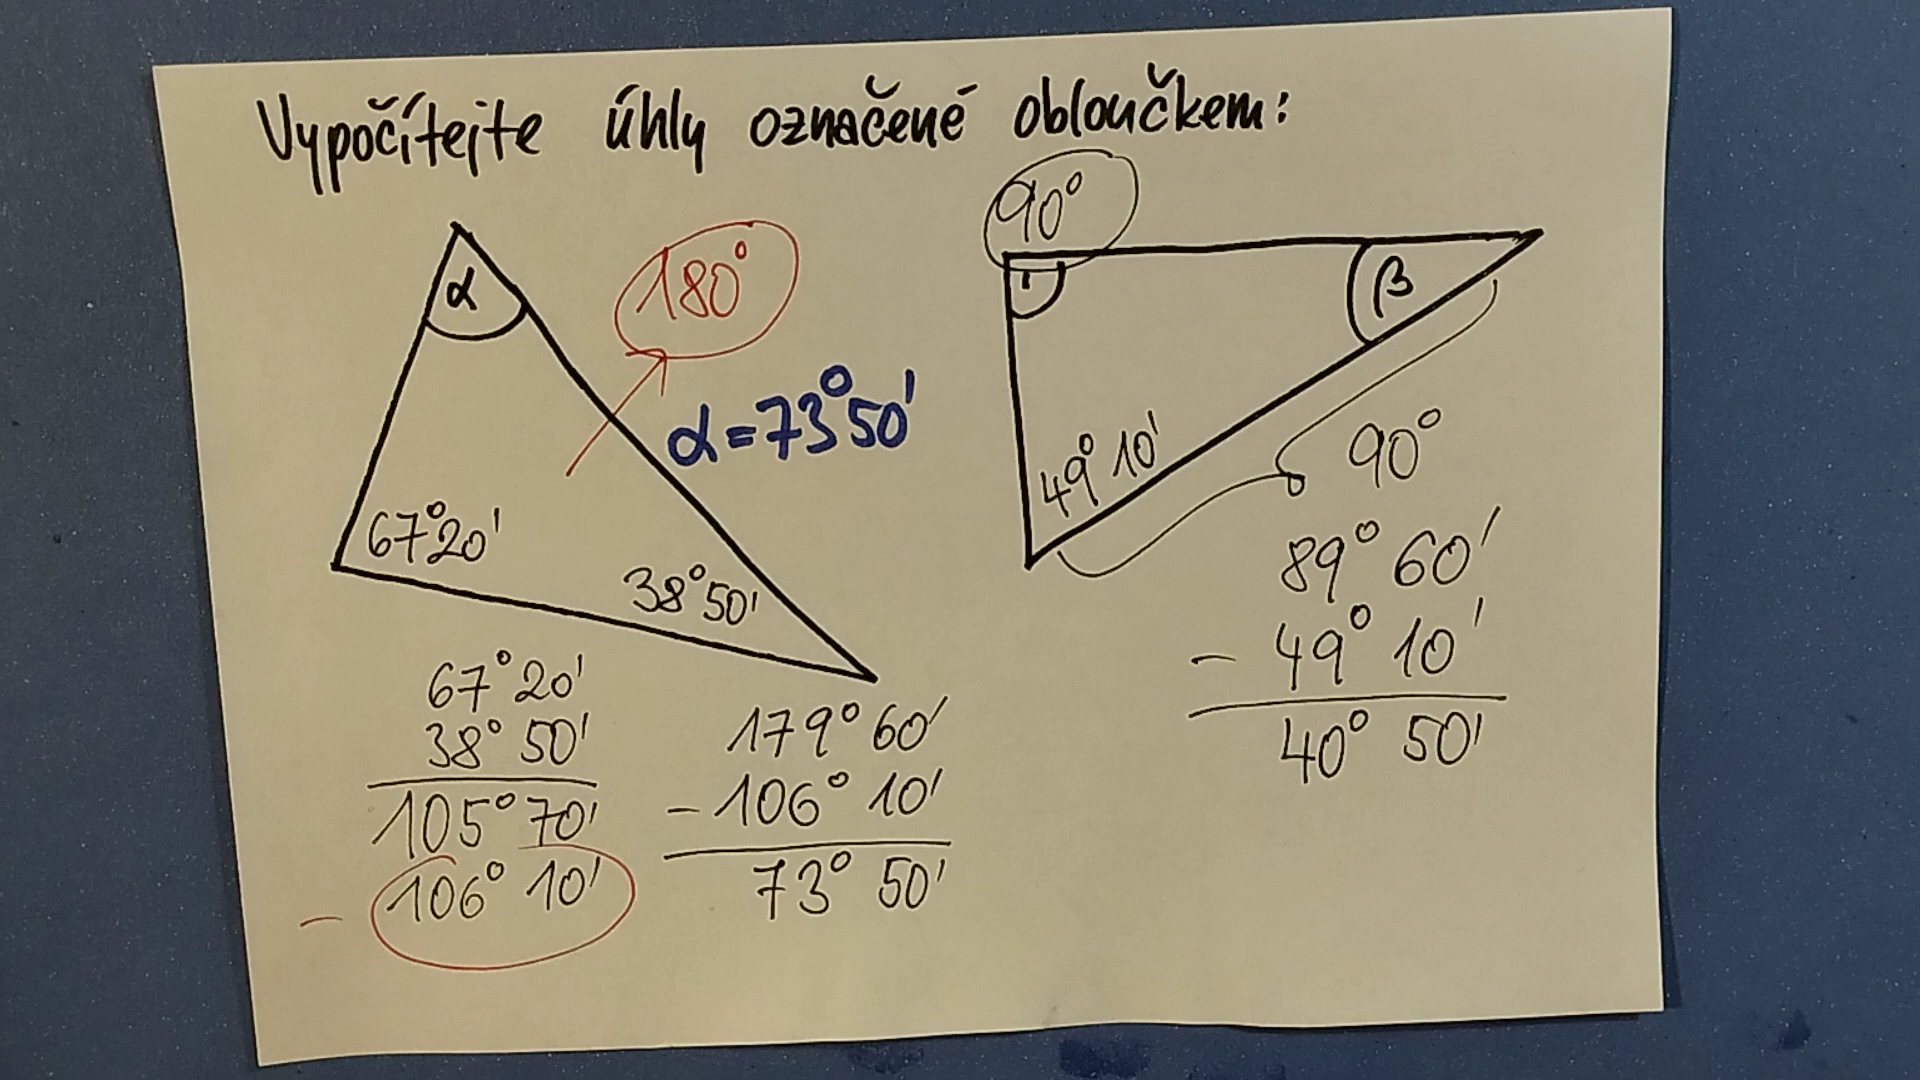 Vypočítejte úhly označené obloučkem:
α
180°
α=73°50'
67°20'
38°50'
67°20'
38° 50'
105° 70'
- 106° 10'
179° 60'
- 106° 10'
73° 50'
90°
β
49° 10'
90°
89° 60'
- 49° 10'
40° 50'